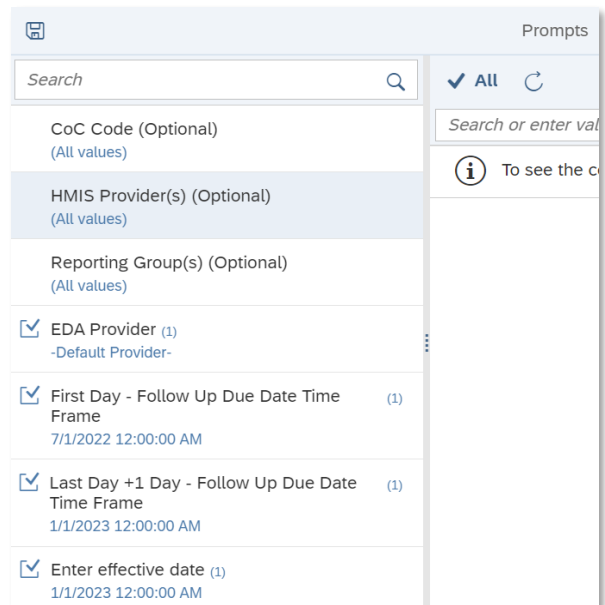 Prompts
Search
CoC Code (Optional)
(All values)
HMIS Provider(s) (Optional)
(All values)
Reporting Group(s) (Optional)
(All values)
EDA Provider (1)
-Default Provider-
First Day - Follow Up Due Date Time (1)
Frame
7/1/2022 12:00:00 AM
Last Day +1 Day - Follow Up Due Date (1)
Time Frame
1/1/2023 12:00:00 AM
Enter effective date (1)
1/1/2023 12:00:00 AM
All
Search or enter val
To see the c